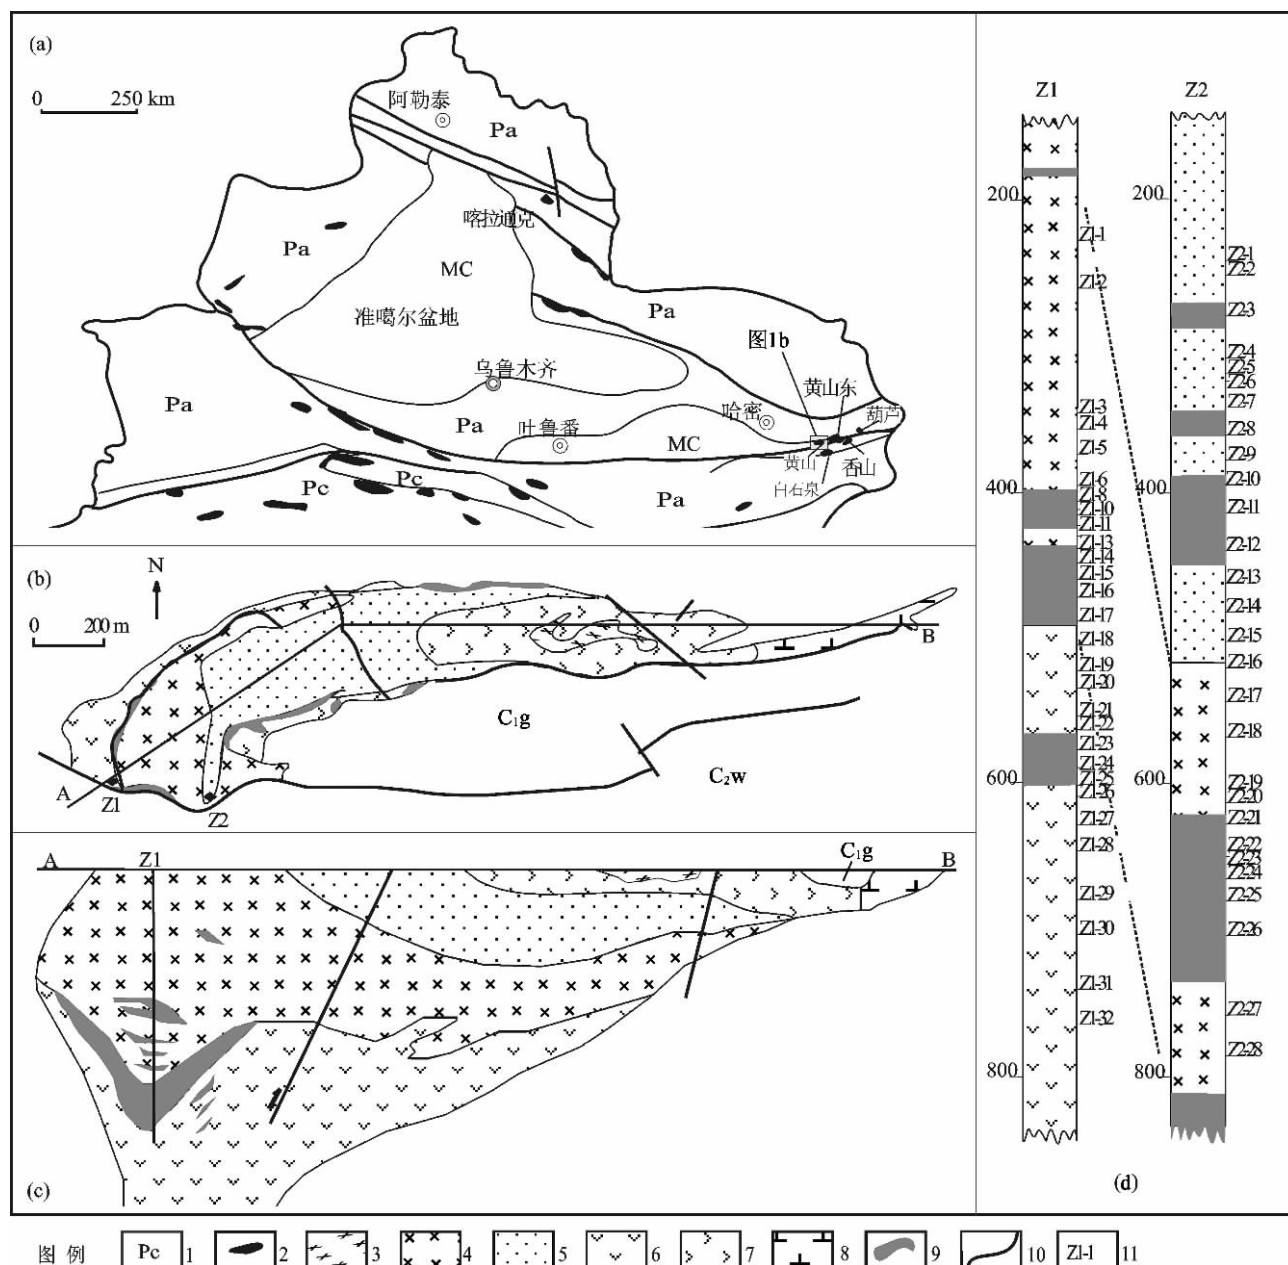 (a)
0 250 km
阿勒泰
Pa
喀拉通克
Pa
MC
准噶尔盆地
Pa
图1b
乌鲁木齐
黄山东
Pa
哈密
葫芦
Pa
吐鲁番
MC
黄山
香山
Pc
Pc
白石泉
Pa
(b)
N
0 200 m
B
C₁g
C₂w
A
Z1
Z2
A
Z1
C₁g
B
(c)
Z1
200
Z1-1
Z1-2
Z1-3
Z1-4
Z1-5
Z1-6
400
Z1-8
Z1-10
Z1-11
Z1-13
Z1-14
Z1-15
Z1-16
Z1-17
Z1-18
Z1-19
Z1-20
Z1-21
Z1-22
Z1-23
Z1-24
Z1-25
600
Z1-26
Z1-27
Z1-28
Z1-29
Z1-30
Z1-31
Z1-32
800
Z2
200
Z2-1
Z2-2
Z2-3
Z2-4
Z2-5
Z2-6
Z2-7
Z2-8
Z2-9
Z2-10
400
Z2-11
Z2-12
Z2-13
Z2-14
Z2-15
Z2-16
Z2-17
Z2-18
600
Z2-19
Z2-20
Z2-21
Z2-22
Z2-23
Z2-24
Z2-25
Z2-26
Z2-27
Z2-28
800
(d)
图 例 Pc 1 2 3 4 5 6 7 8 9 10 Z1-1 11